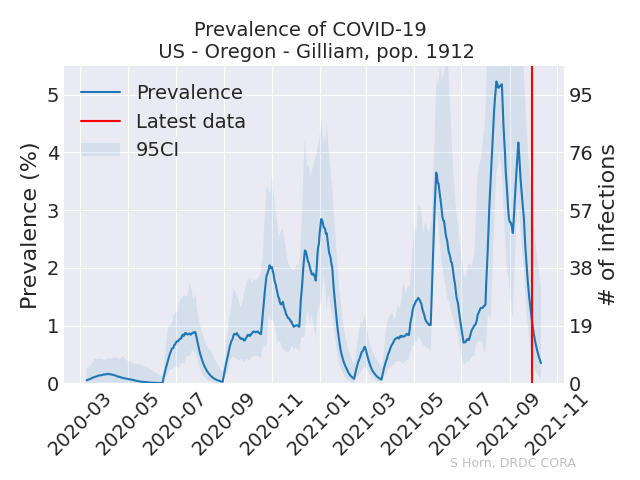 Prevalence of COVID-19
US - Oregon - Gilliam, pop. 1912
Prevalence
Latest data
95CI
Prevalence (%)
5
4
3
2
1
0
95
76
57
38
19
0
# of infections
2020-03
2020-05
2020-07
2020-09
2020-11
2021-01
2021-03
2021-05
2021-07
2021-09
2021-11
S Horn, DRDC CORA